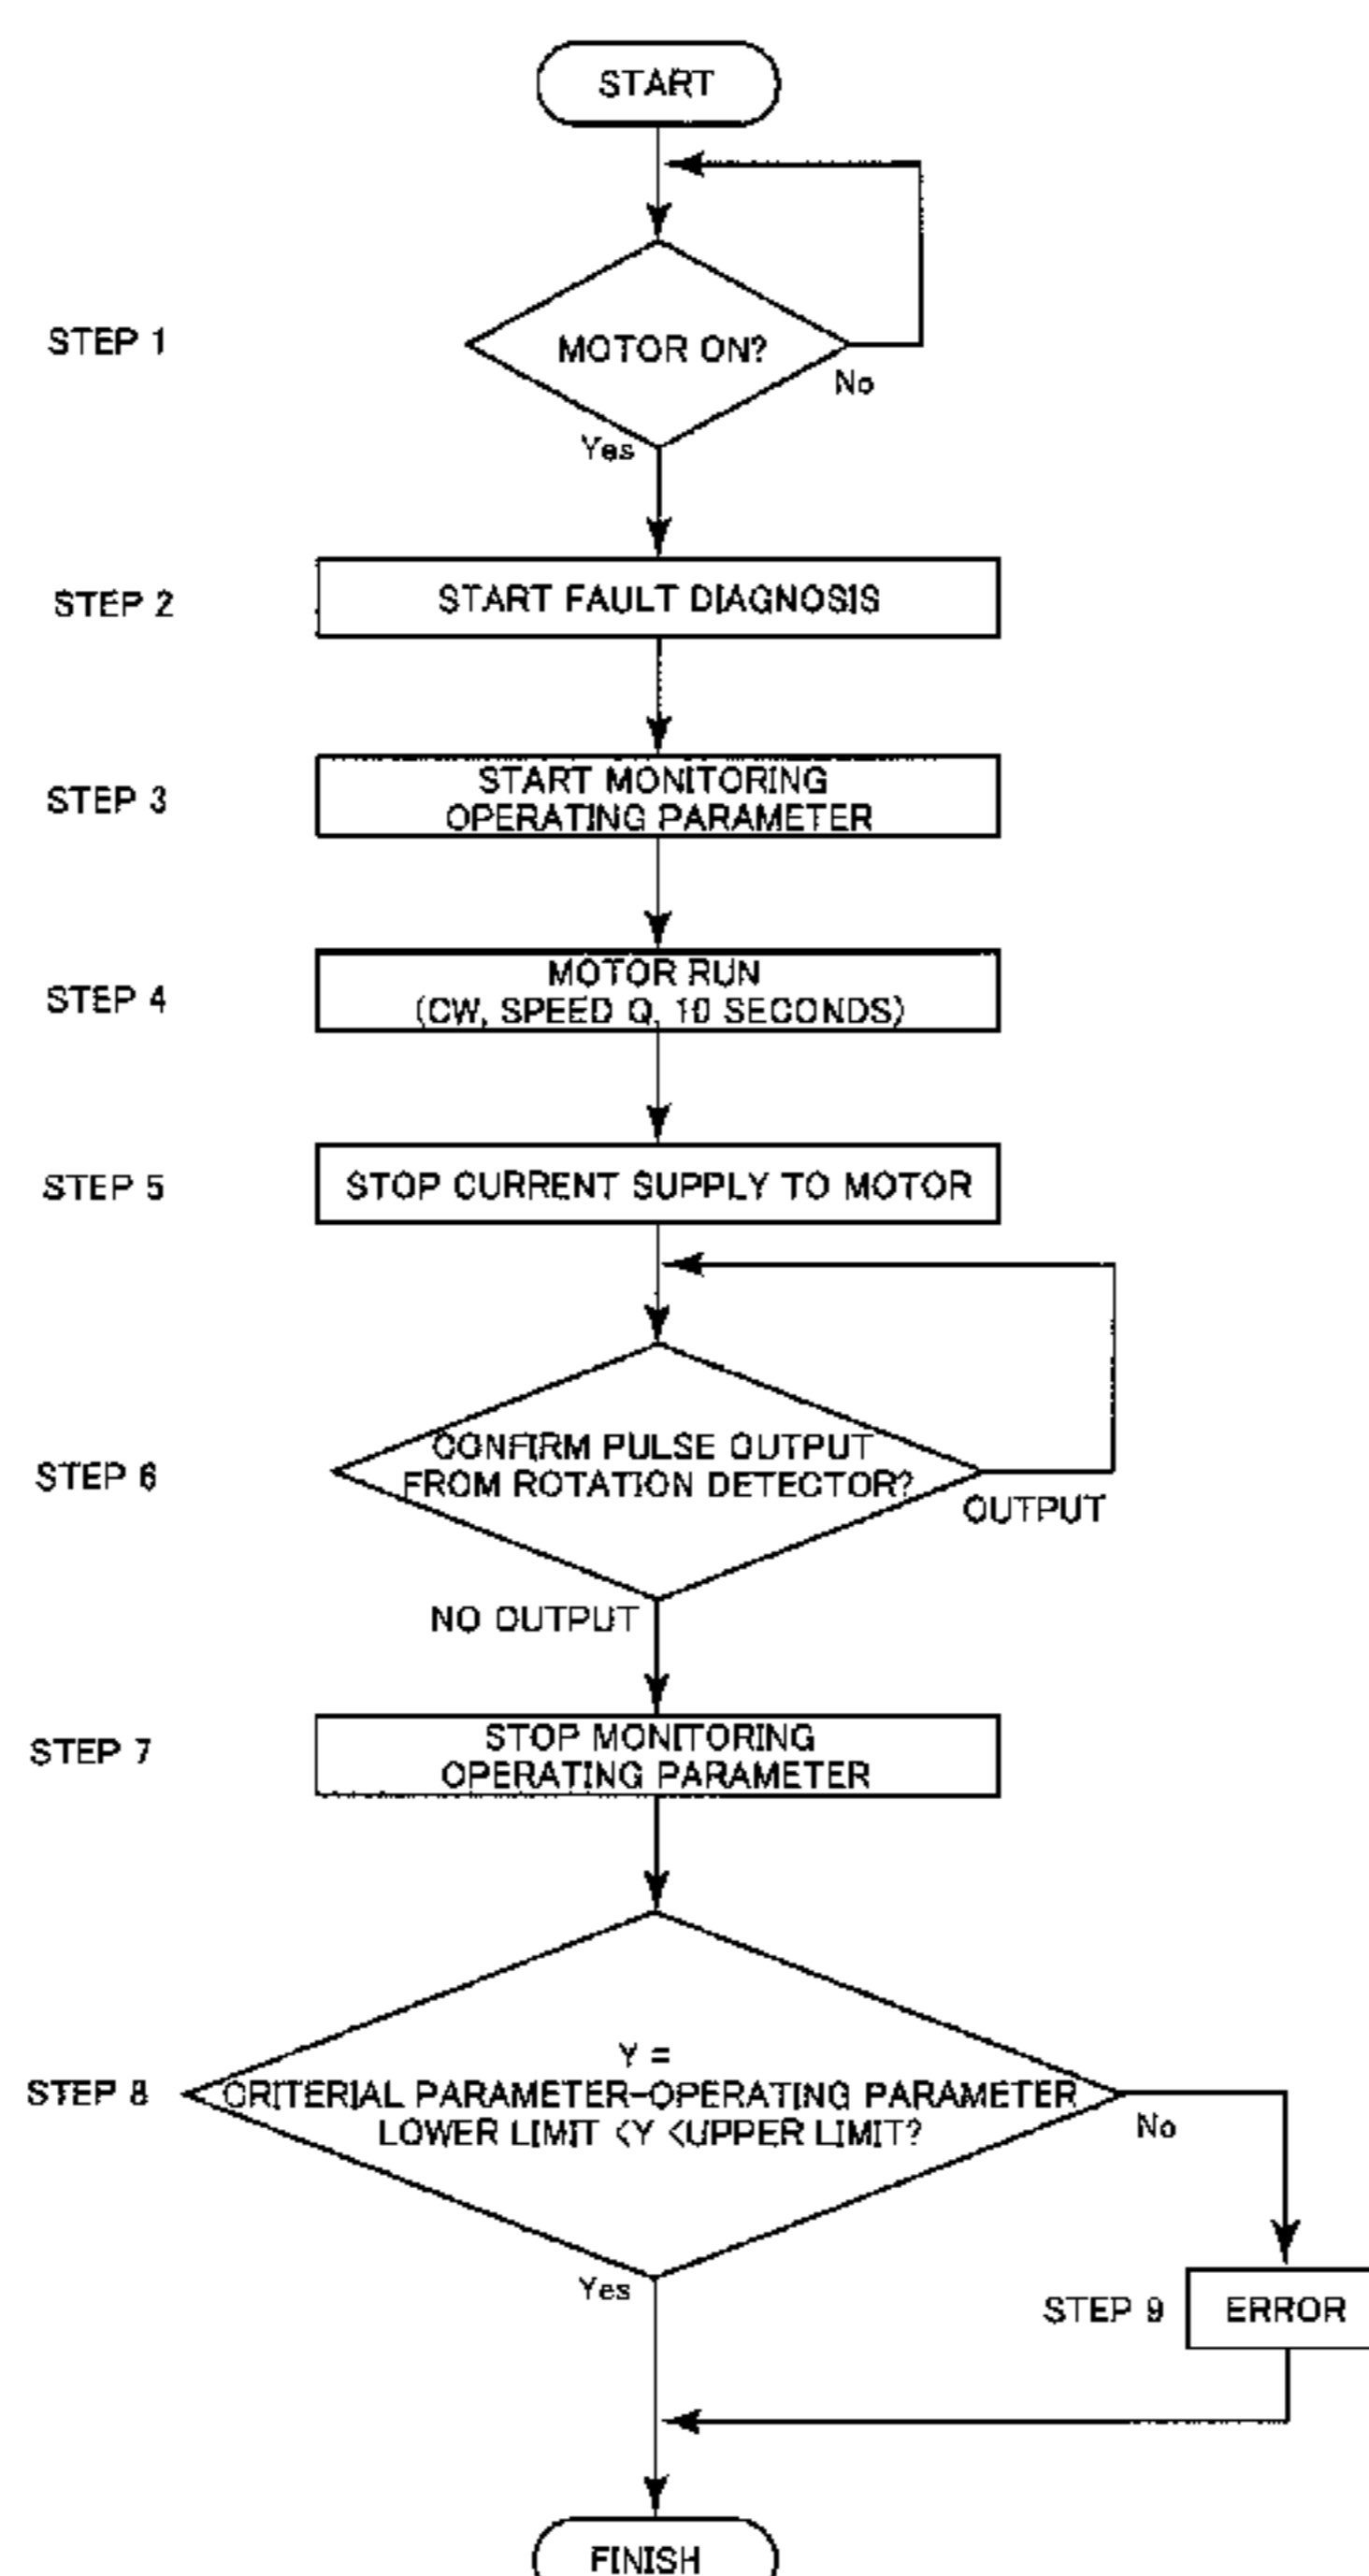 START
STEP 1
MOTOR ON?
No
Yes
STEP 2
START FAULT DIAGNOSIS
STEP 3
START MONITORING
OPERATING PARAMETER
STEP 4
MOTOR RUN
(CW, SPEED Q, 10 SECONDS)
STEP 5
STOP CURRENT SUPPLY TO MOTOR
STEP 6
CONFIRM PULSE OUTPUT
FROM ROTATION DETECTOR?
OUTPUT
NO OUTPUT
STEP 7
STOP MONITORING
OPERATING PARAMETER
STEP 8
Y =
CRITERIAL PARAMETER-OPERATING PARAMETER
LOWER LIMIT <Y <UPPER LIMIT?
No
Yes
STEP 9
ERROR
FINISH